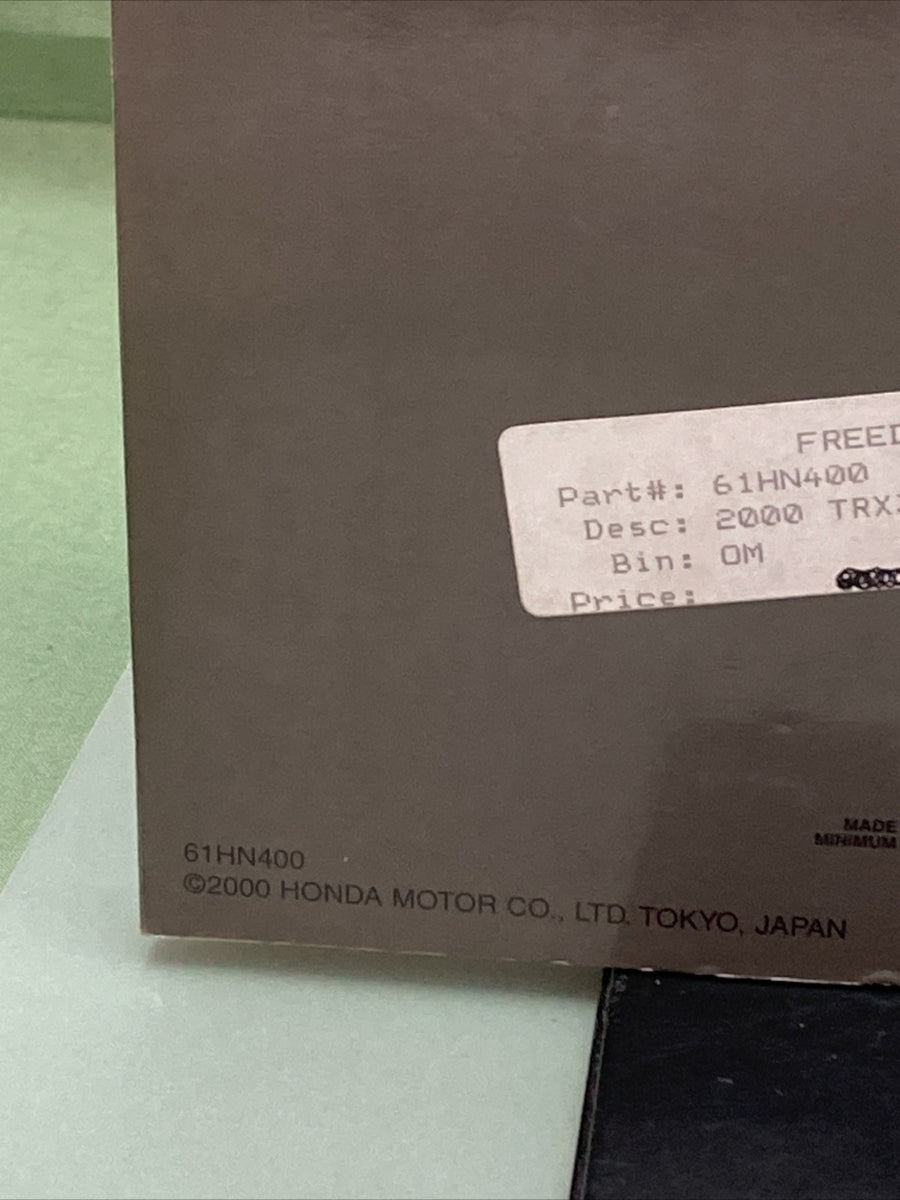 FREED
Part#: 61HN400
Desc: 2000 TRX
Bin: OM
Price:
MADE
MINIMUM
61HN400
©2000 HONDA MOTOR CO., LTD. TOKYO, JAPAN